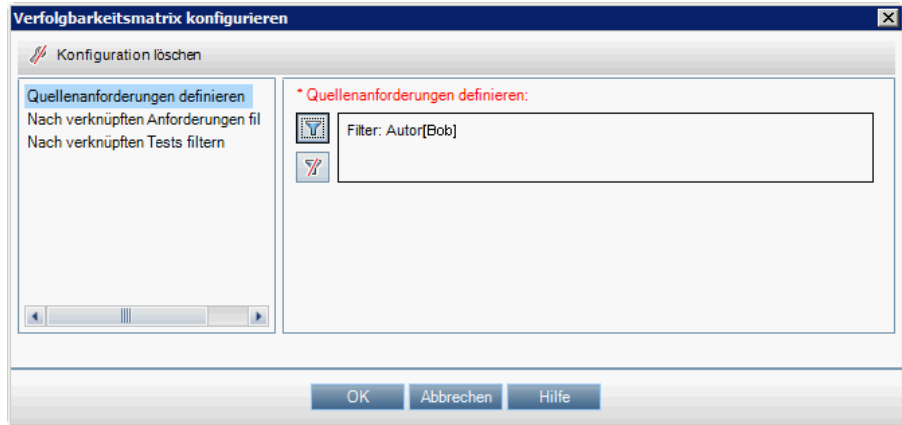 Verfolgbarkeitsmatrix konfigurieren
Konfiguration löschen
Quellenanforderungen definieren
Nach verknüpften Anforderungen fil
Nach verknüpften Tests filtern
* Quellenanforderungen definieren:
Filter: Autor[Bob]
OK
Abbrechen
Hilfe